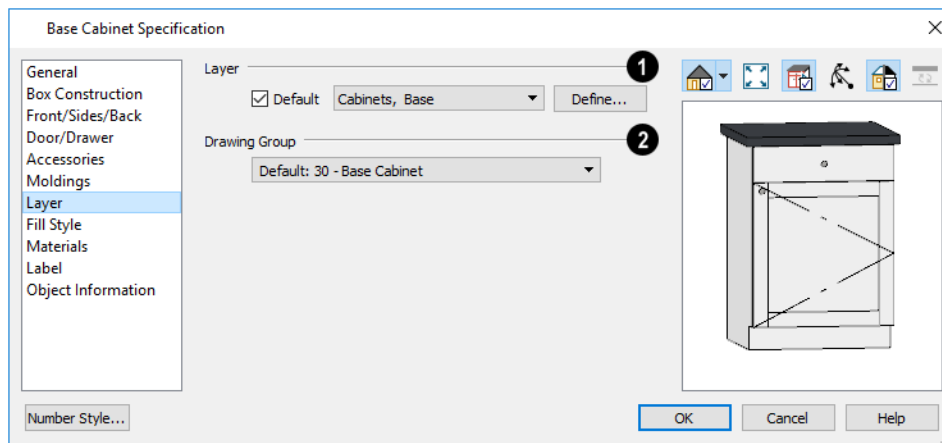 Base Cabinet Specification
General
Box Construction
Front/Sides/Back
Door/Drawer
Accessories
Moldings
Layer
Fill Style
Materials
Label
Object Information
Layer
1
Default
Cabinets, Base
Define...
Drawing Group
2
Default: 30 - Base Cabinet
Number Style...
OK
Cancel
Help